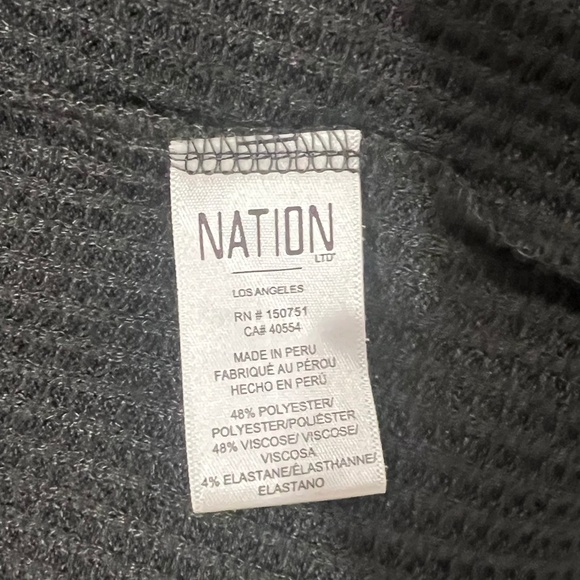 NATION
LTD
LOS ANGELES
RN # 150751
CA# 40554
MADE IN PERU
FABRIQUÉ AU PÉROU
HECHO EN PERÚ
48% POLYESTER/
POLYESTER/POLIÉSTER
48% VISCOSE/ VISCOSE/
VISCOSA
4% ELASTANE/ÉLASTHANNE/
ELASTANO